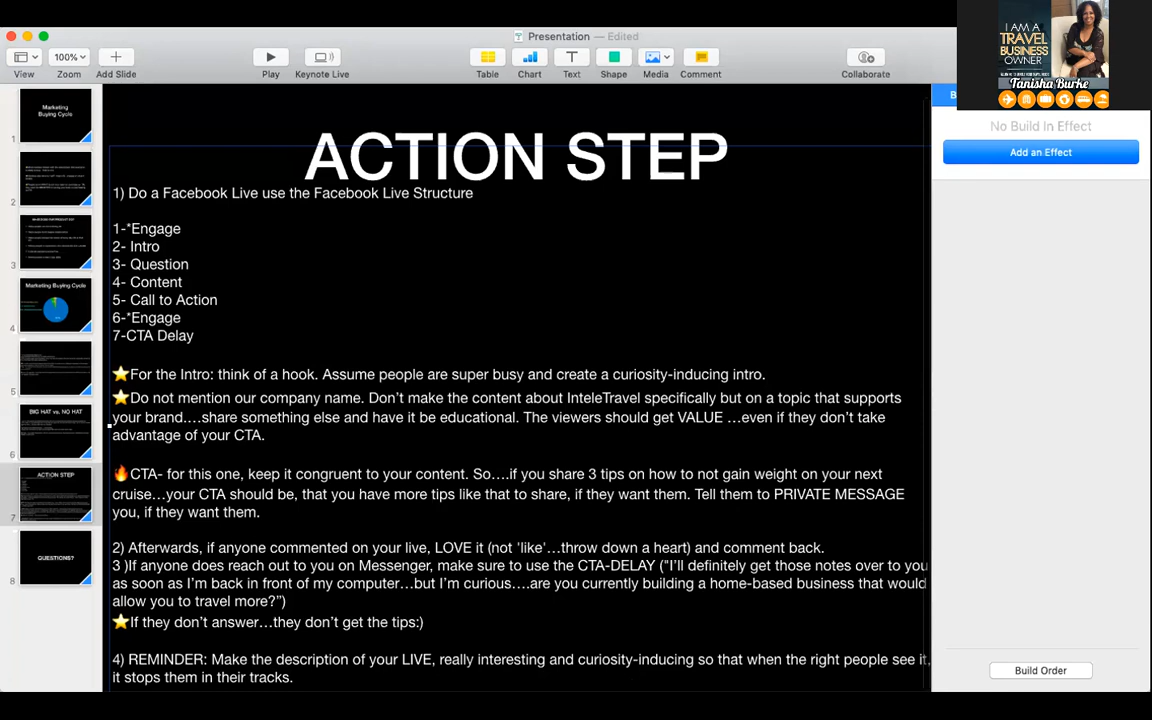 Presentation — Edited
I AM A
TRAVEL
BUSINESS
OWNER
Tanisha Burke
100%
View
Zoom
Add Slide
Play
Keynote Live
Table
Chart
Text
Shape
Media
Comment
Collaborate
No Build In Effect
Add an Effect
Marketing
Buying Cycle
1
2
3
Marketing Buying Cycle
4
5
BIG HAT vs. NO HAT
6
ACTION STEP
7
QUESTIONS?
8
ACTION STEP
1) Do a Facebook Live use the Facebook Live Structure
1-*Engage
2- Intro
3- Question
4- Content
5- Call to Action
6-*Engage
7-CTA Delay
⭐For the Intro: think of a hook. Assume people are super busy and create a curiosity-inducing intro.
⭐Do not mention our company name. Don't make the content about InteleTravel specifically but on a topic that supports
your brand....share something else and have it be educational. The viewers should get VALUE ...even if they don't take
advantage of your CTA.
🔥CTA- for this one, keep it congruent to your content. So....if you share 3 tips on how to not gain weight on your next
cruise...your CTA should be, that you have more tips like that to share, if they want them. Tell them to PRIVATE MESSAGE
you, if they want them.
2) Afterwards, if anyone commented on your live, LOVE it (not 'like'...throw down a heart) and comment back.
3 )If anyone does reach out to you on Messenger, make sure to use the CTA-DELAY ("I'll definitely get those notes over to you
as soon as I'm back in front of my computer...but I'm curious....are you currently building a home-based business that would
allow you to travel more?")
⭐If they don't answer...they don't get the tips:)
4) REMINDER: Make the description of your LIVE, really interesting and curiosity-inducing so that when the right people see it,
it stops them in their tracks.
Build Order